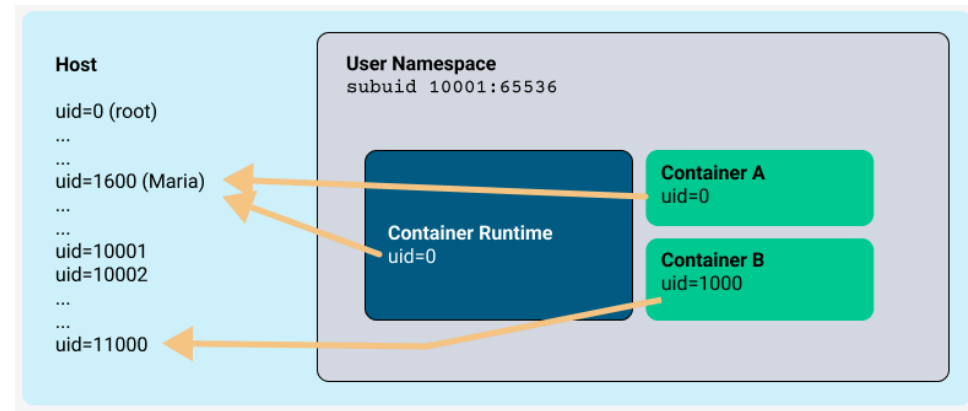 Host
uid=0 (root)
...
...
uid=1600 (Maria)
...
...
uid=10001
uid=10002
...
...
uid=11000
User Namespace
subuid 10001:65536
Container Runtime
uid=0
Container A
uid=0
Container B
uid=1000